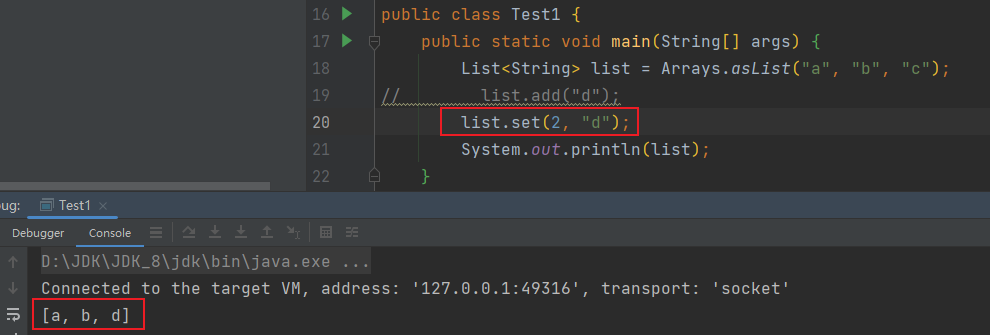 16 public class Test1 {
17 public static void main(String[] args) {
18 List<String> list = Arrays.asList("a", "b", "c");
19 // list.add("d");
20 list.set(2, "d");
21 System.out.println(list);
22 }
ug: Test1 ×
Debugger Console
D:\JDK\JDK_8\jdk\bin\java.exe ...
Connected to the target VM, address: '127.0.0.1:49316', transport: 'socket'
[a, b, d]